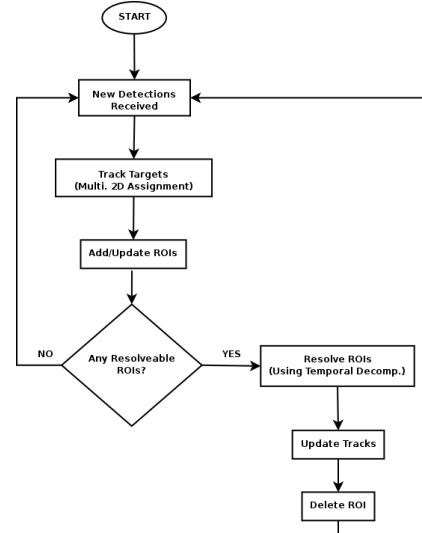 START
New Detections
Received
Track Targets
(Multi. 2D Assignment)
Add/Update ROIs
Any Resolveable
ROIs?
NO
YES
Resolve ROIs
(Using Temporal Decomp.)
Update Tracks
Delete ROI